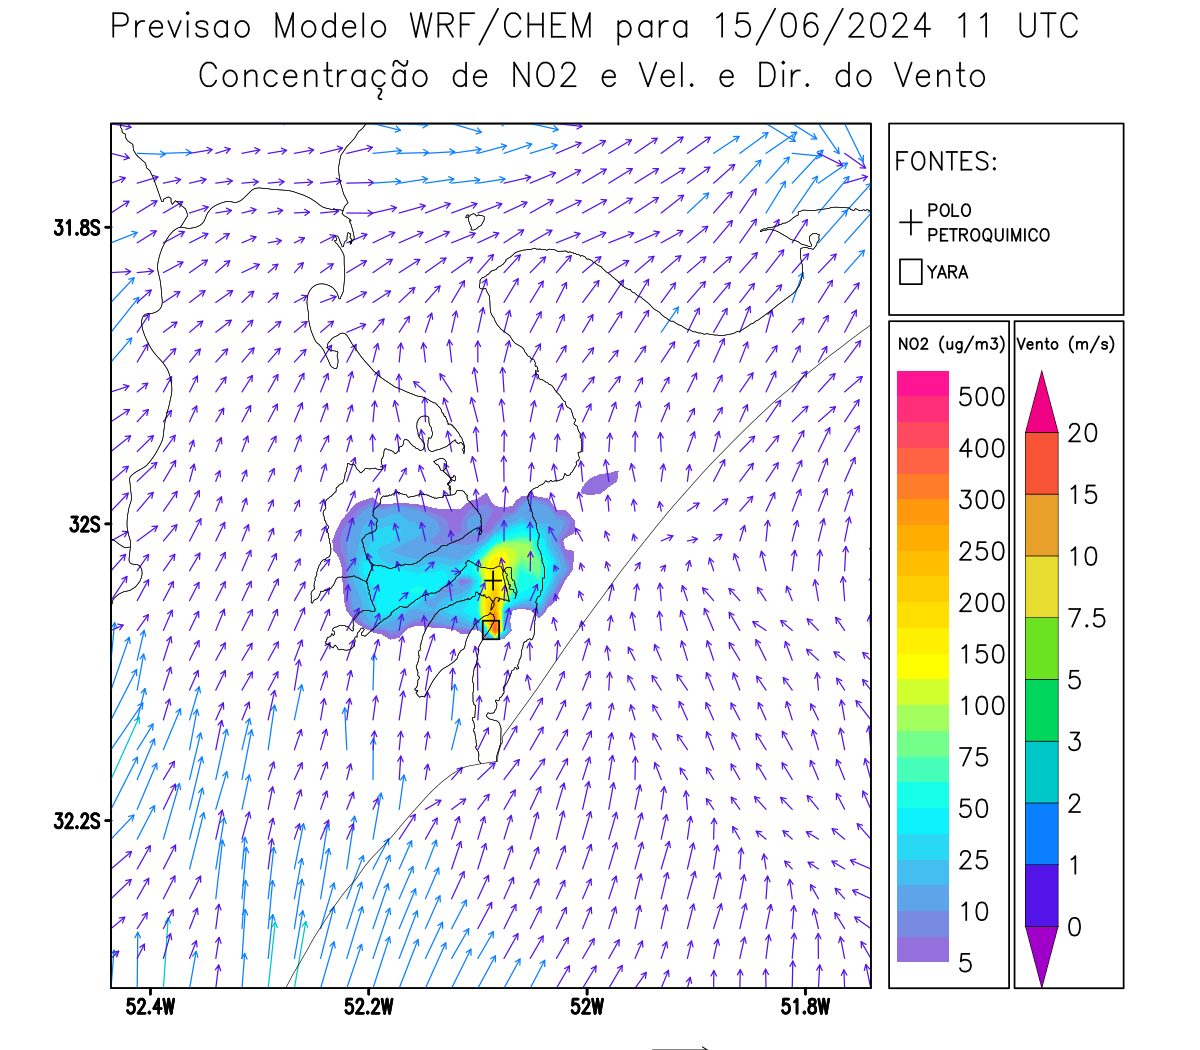 Previsao Modelo WRF/CHEM para 15/06/2024 11 UTC
Concentração de NO2 e Vel. e Dir. do Vento
FONTES:
POLO
PETROQUIMICO
YARA
31.8S
32S
32.2S
52.4W
52.2W
52W
51.8W
NO2 (ug/m3)
500
400
300
250
200
150
100
75
50
25
10
5
Vento (m/s)
20
15
10
7.5
5
3
2
1
0